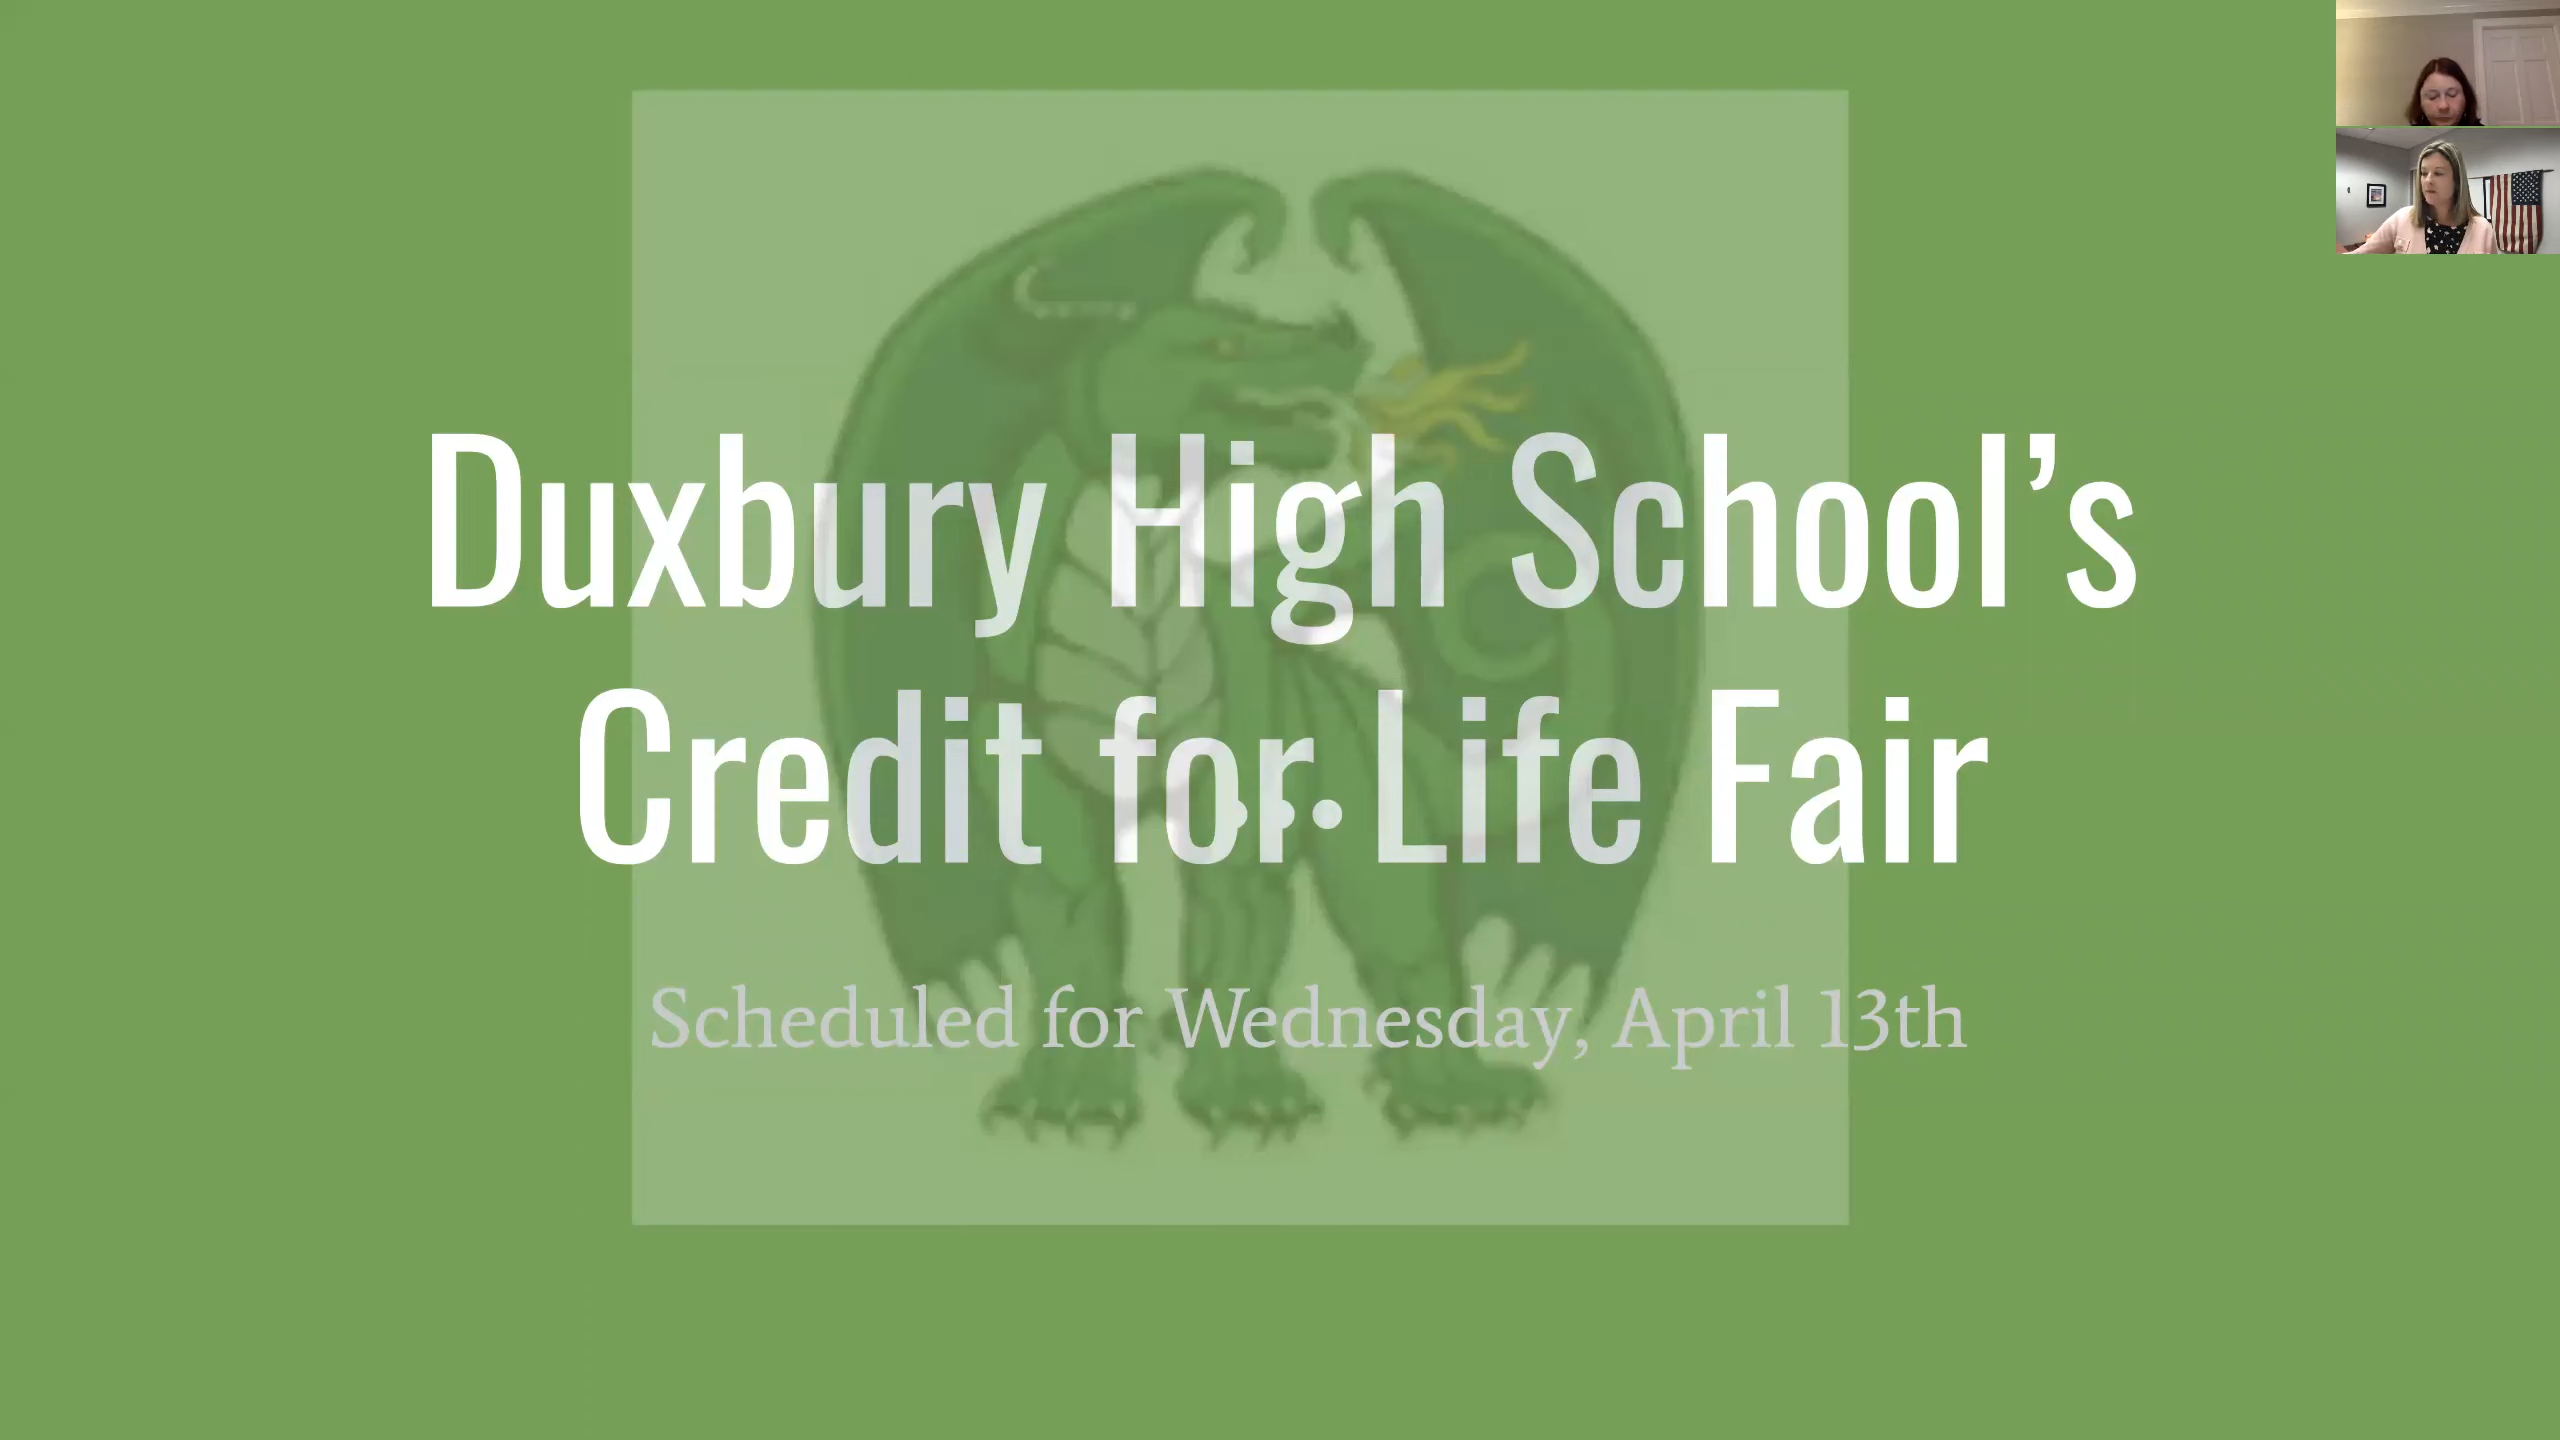 Duxbury High School’s
Credit for Life Fair
Scheduled for Wednesday, April 13th